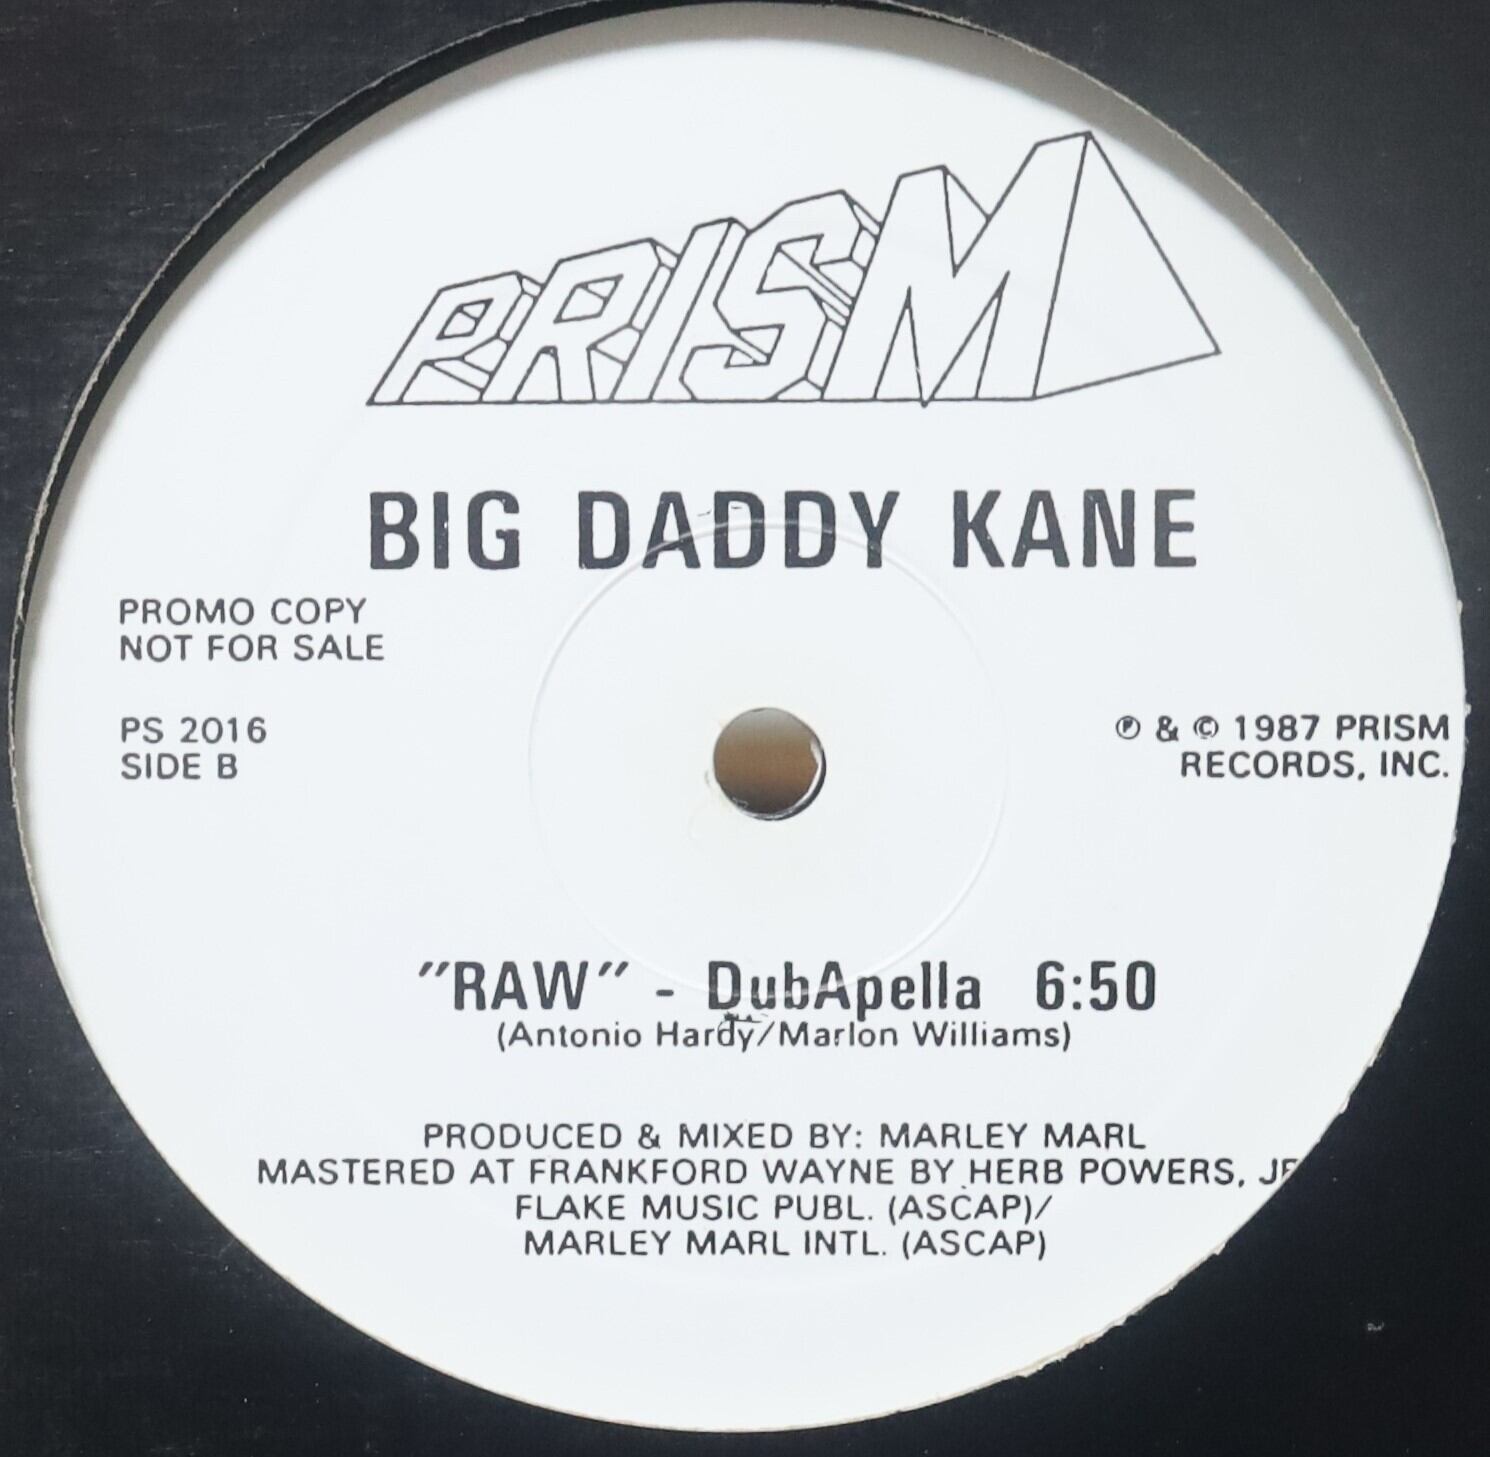 PRISM
BIG DADDY KANE
PROMO COPY
NOT FOR SALE
PS 2016
SIDE B
℗ & © 1987 PRISM
RECORDS, INC.
"RAW" - DubApella 6:50
(Antonio Hardy/Marlon Williams)
PRODUCED & MIXED BY: MARLEY MARL
MASTERED AT FRANKFORD WAYNE BY HERB POWERS, JR
FLAKE MUSIC PUBL. (ASCAP)/
MARLEY MARL INTL. (ASCAP)